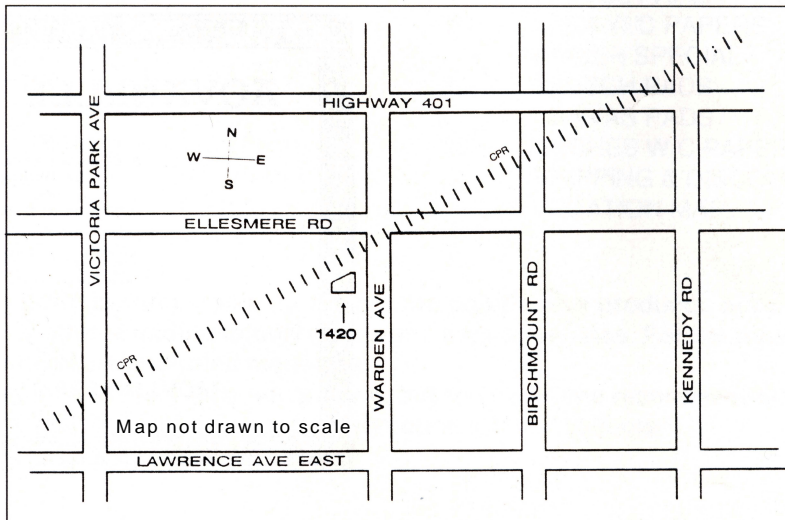 HIGHWAY 401
CPR
VICTORIA PARK AVE
N
W
E
S
ELLESMERE RD
1420
WARDEN AVE
BIRCHMOUNT RD
KENNEDY RD
CPR
Map not drawn to scale
LAWRENCE AVE EAST